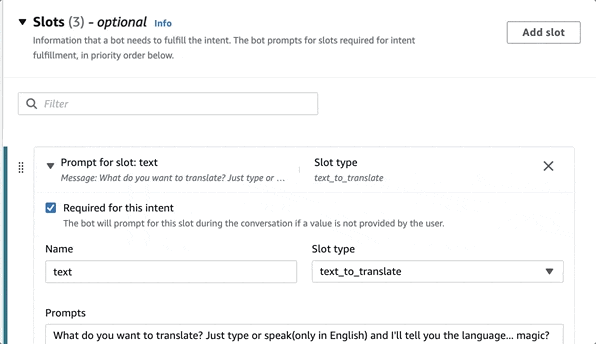 Slots (3) - optional Info
Information that a bot needs to fulfill the intent. The bot prompts for slots required for intent
fulfillment, in priority order below.
Add slot
Filter
Prompt for slot: text
Slot type
Message: What do you want to translate? Just type or ...
text_to_translate
Required for this intent
The bot will prompt for this slot during the conversation if a value is not provided by the user.
Name
Slot type
text
text_to_translate
Prompts
What do you want to translate? Just type or speak(only in English) and I'll tell you the language... magic?